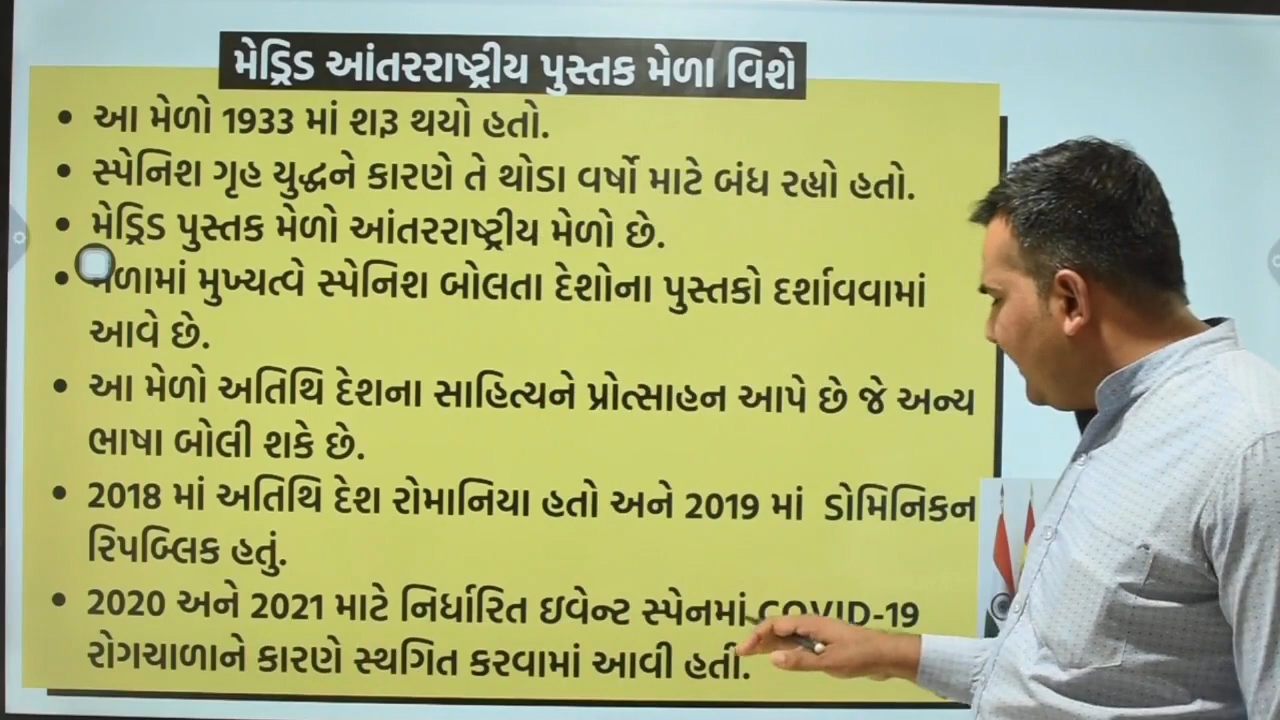 મેડ્રિડ આંતરરાષ્ટ્રીય પુસ્તક મેળા વિશે
• આ મેળો 1933 માં શરૂ થયો હતો.
• સ્પેનિશ ગૃહ યુદ્ધને કારણે તે થોડા વર્ષો માટે બંધ રહ્યો હતો.
• મેડ્રિડ પુસ્તક મેળો આંતરરાષ્ટ્રીય મેળો છે.
• મેળામાં મુખ્યત્વે સ્પેનિશ બોલતા દેશોના પુસ્તકો દર્શાવવામાં
આવે છે.
• આ મેળો અતિથિ દેશના સાહિત્યને પ્રોત્સાહન આપે છે જે અન્ય
ભાષા બોલી શકે છે.
• 2018 માં અતિથિ દેશ રોમાનિયા હતો અને 2019 માં ડોમિનિકન
રિપબ્લિક હતું.
• 2020 અને 2021 માટે નિર્ધારિત ઇવેન્ટ સ્પેનમાં COVID-19
રોગચાળાને કારણે સ્થગિત કરવામાં આવી હતી.